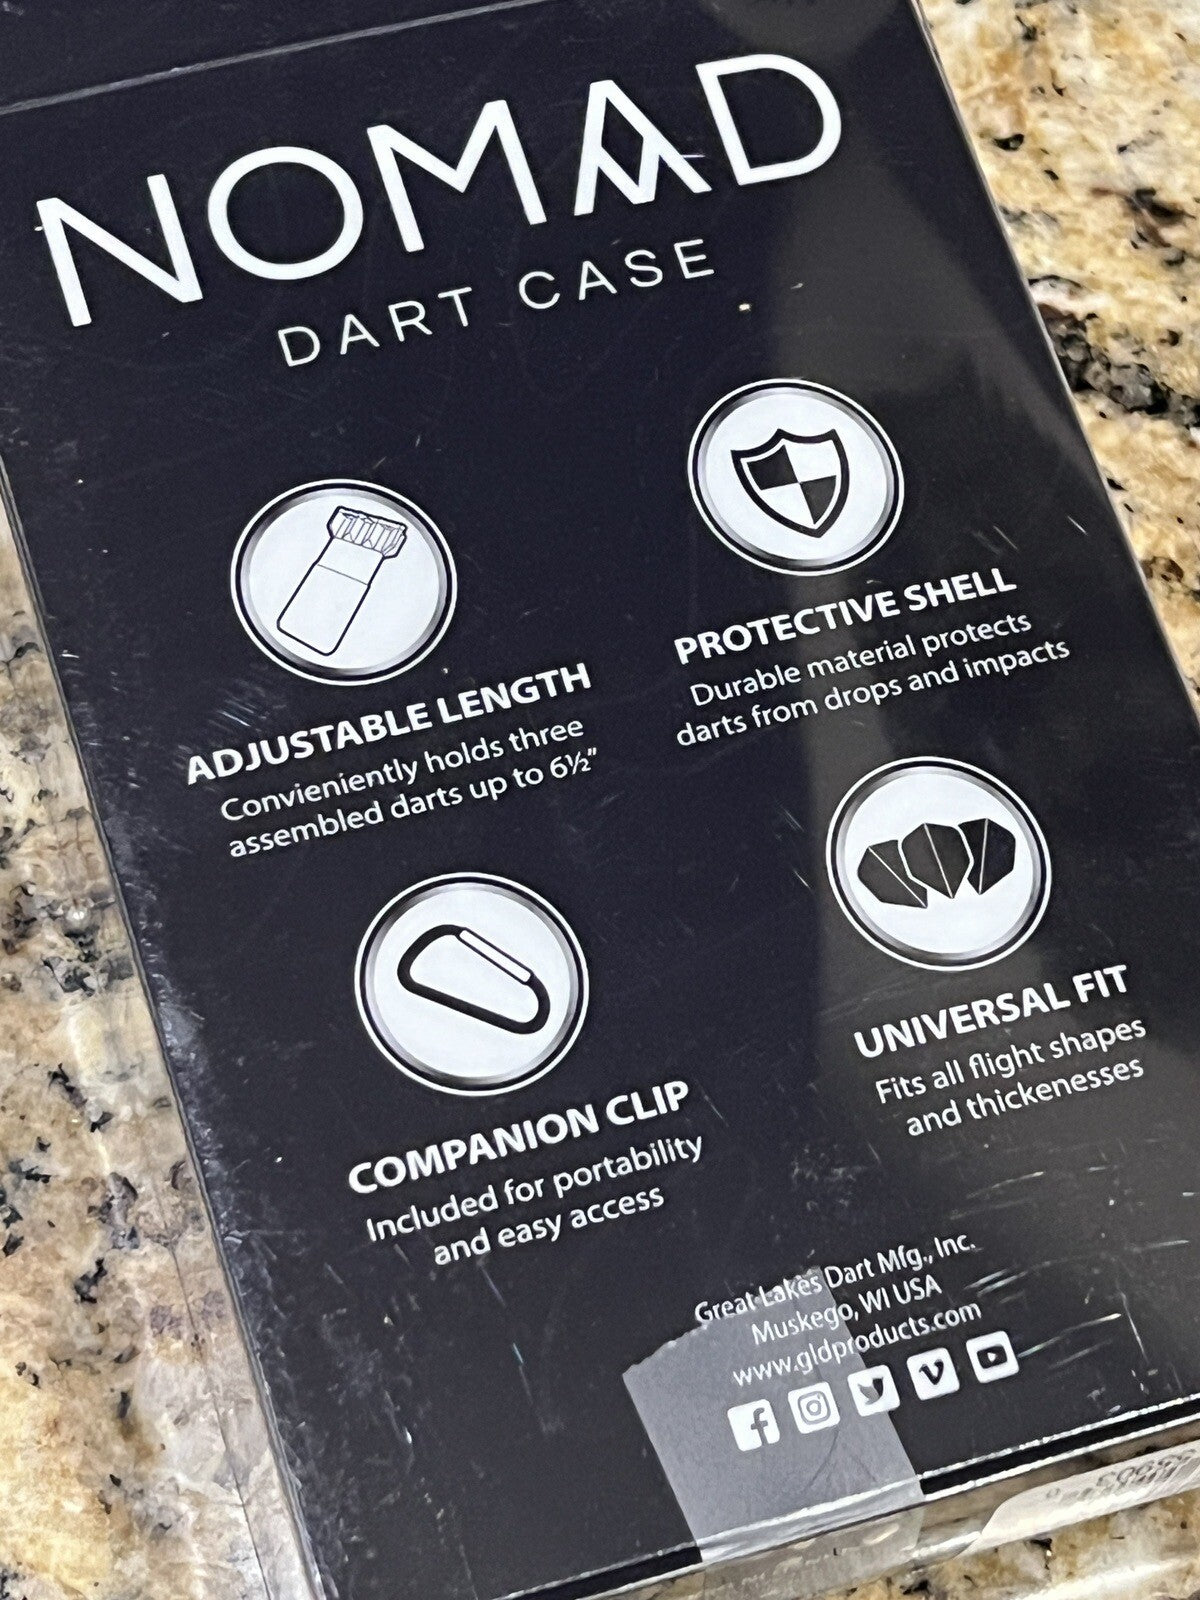 NOMAD
DART CASE
ADJUSTABLE LENGTH
Convieniently holds three
assembled darts up to 6½"
PROTECTIVE SHELL
Durable material protects
darts from drops and impacts
COMPANION CLIP
Included for portability
and easy access
UNIVERSAL FIT
Fits all flight shapes
and thickenesses
Great Lakes Dart Mfg., Inc.
Muskego, WI USA
www.gldproducts.com